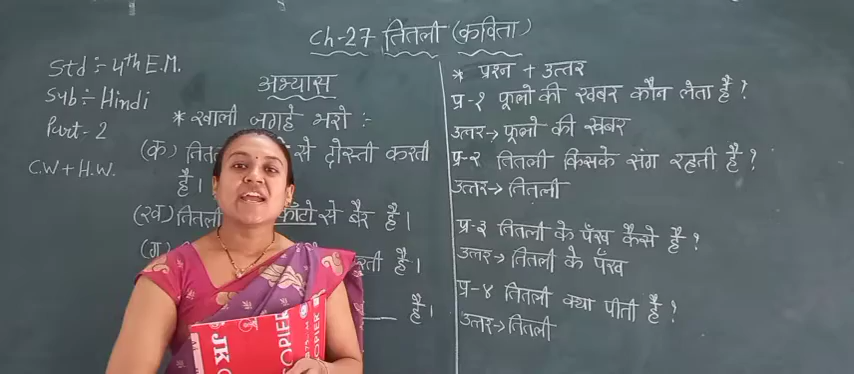 Ch-27 तितली (कविता)
Std :- 4th E.M.
Sub :- Hindi
Part - 2
C.W + H.W.
अभ्यास
* खाली जगहे भरो :-
(क) से दोस्ती करती
है।
(ख) तितली काँटो से बैर है।
(ग) है।
है।
* प्रश्न + उत्तर
प्र-१ फूलो की खबर कौन लेता है?
उत्तर → फूलो की खबर
प्र-२ तितली किसके संग रहती है?
उत्तर → तितली
प्र-३ तितली के पँख कैसे है?
उत्तर → तितली के पँख
प्र-४ तितली क्या पीती है?
उत्तर → तितली
JK
COPIER